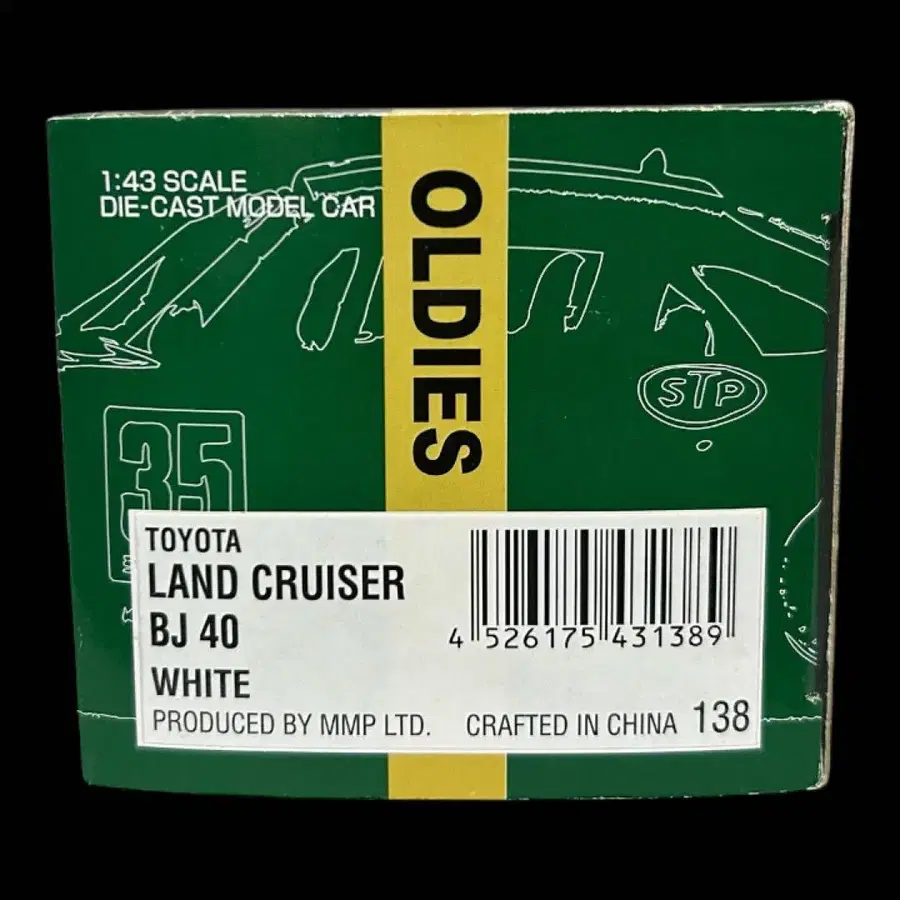 1:43 SCALE
DIE-CAST MODEL CAR
OLDIES
STP
35
TOYOTA
LAND CRUISER
BJ 40
WHITE
4 526175 431389
PRODUCED BY MMP LTD. CRAFTED IN CHINA 138